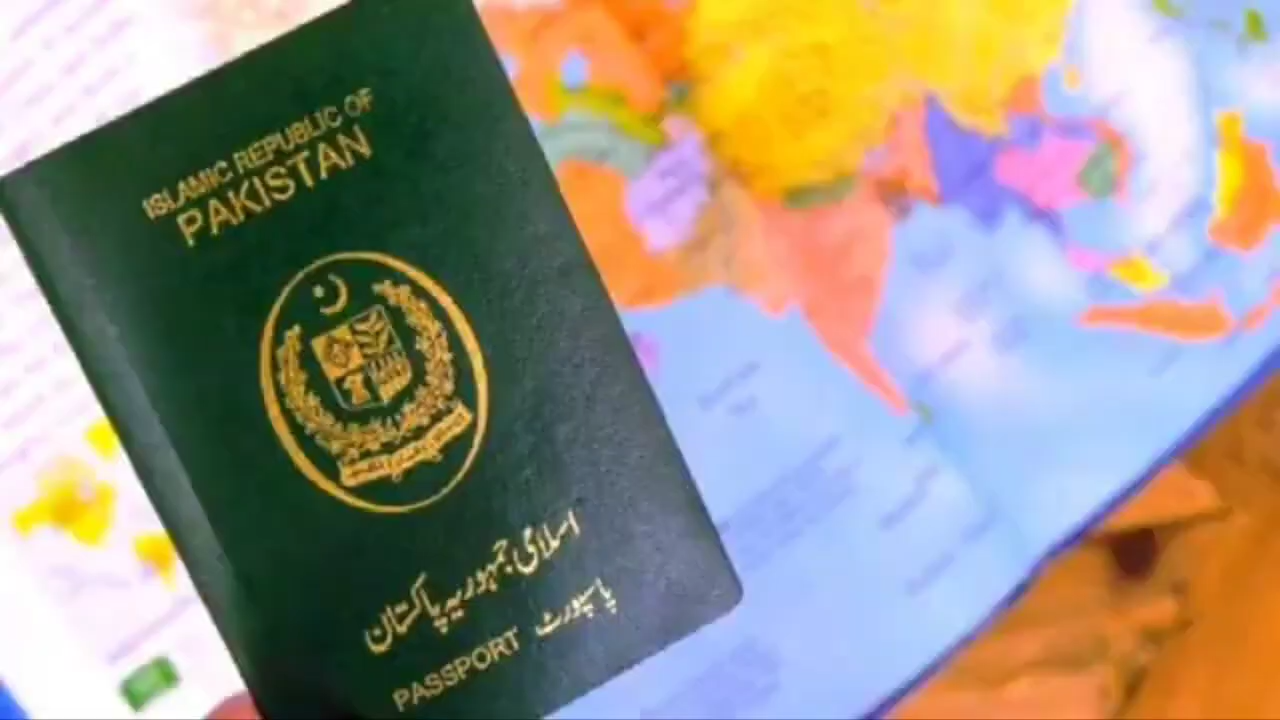 ISLAMIC REPUBLIC OF
PAKISTAN
اسلامی جمہوریہ پاکستان
PASSPORT پاسپورٹ